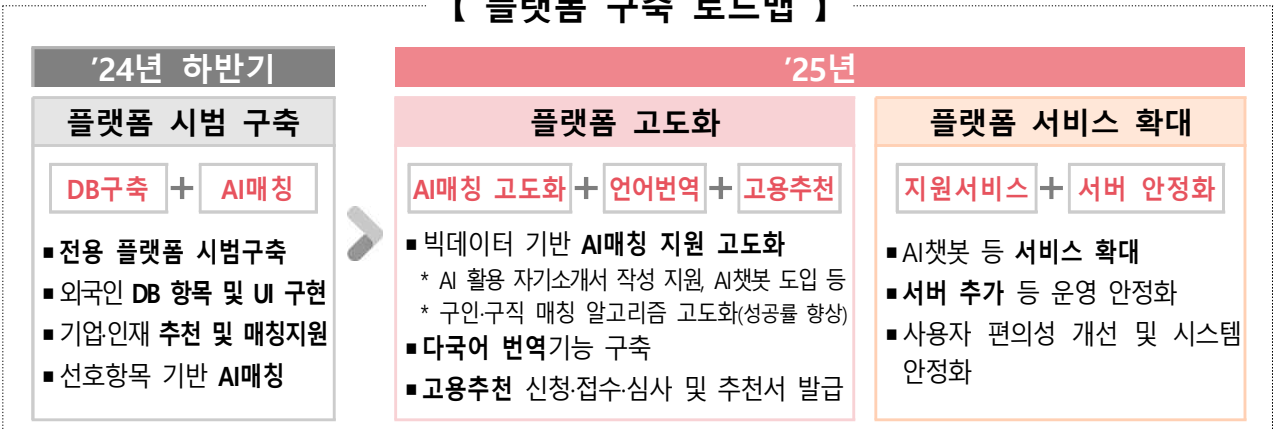 【 플랫폼 구축 로드맵 】
'24년 하반기
플랫폼 시범 구축
DB구축 + AI매칭
▪전용 플랫폼 시범구축
▪외국인 DB 항목 및 UI 구현
▪기업·인재 추천 및 매칭지원
▪선호항목 기반 AI매칭
'25년
플랫폼 고도화
AI매칭 고도화 + 언어번역 + 고용추천
▪빅데이터 기반 AI매칭 지원 고도화
* AI 활용 자기소개서 작성 지원, AI챗봇 도입 등
* 구인·구직 매칭 알고리즘 고도화(성공률 향상)
▪다국어 번역기능 구축
▪고용추천 신청·접수·심사 및 추천서 발급
플랫폼 서비스 확대
지원서비스 + 서버 안정화
▪AI챗봇 등 서비스 확대
▪서버 추가 등 운영 안정화
▪사용자 편의성 개선 및 시스템
안정화